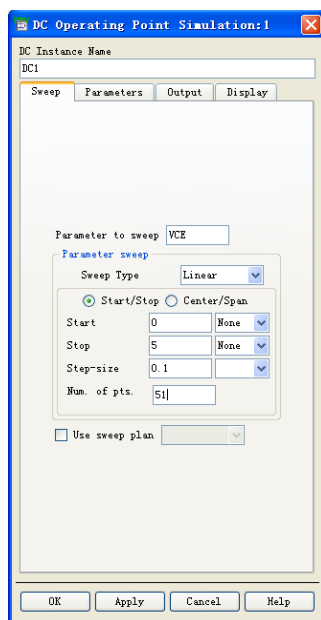 DC Operating Point Simulation:1
DC Instance Name
DC1
Sweep Parameters Output Display
Parameter to sweep VCE
Parameter sweep
Sweep Type Linear
Start/Stop Center/Span
Start 0 None
Stop 5 None
Step-size 0.1
Num. of pts. 51
Use sweep plan
OK Apply Cancel Help